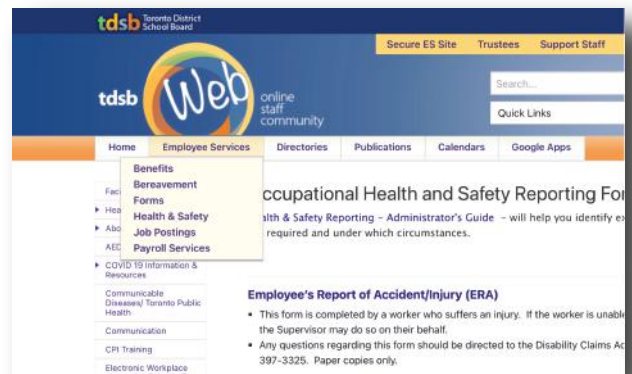 tdsb Toronto District
School Board
Secure ES Site Trustees Support Staff
tdsb Web online
staff
community
Search...
Quick Links
Home Employee Services Directories Publications Calendars Google Apps
Benefits
Bereavement
Forms
Health & Safety
Job Postings
Payroll Services
ccupational Health and Safety Reporting For
alth & Safety Reporting – Administrator's Guide – will help you identify
required and under which circumstances.
COVID 19 Information &
Resources
Communicable
Diseases/ Toronto Public
Health
Communication
CPI Training
Electronic Workplace
Employee's Report of Accident/Injury (ERA)
This form is completed by a worker who suffers an injury. If the worker is unable
the Supervisor may do so on their behalf.
Any questions regarding this form should be directed to the Disability Claims
397-3325. Paper copies only.